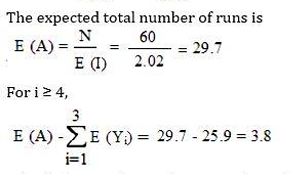 The expected total number of runs is
E (A) = N / E (I) = 60 / 2.02 = 29.7
For i ≥ 4,
E (A) - 3∑i=1 E (Yi) = 29.7 - 25.9 = 3.8